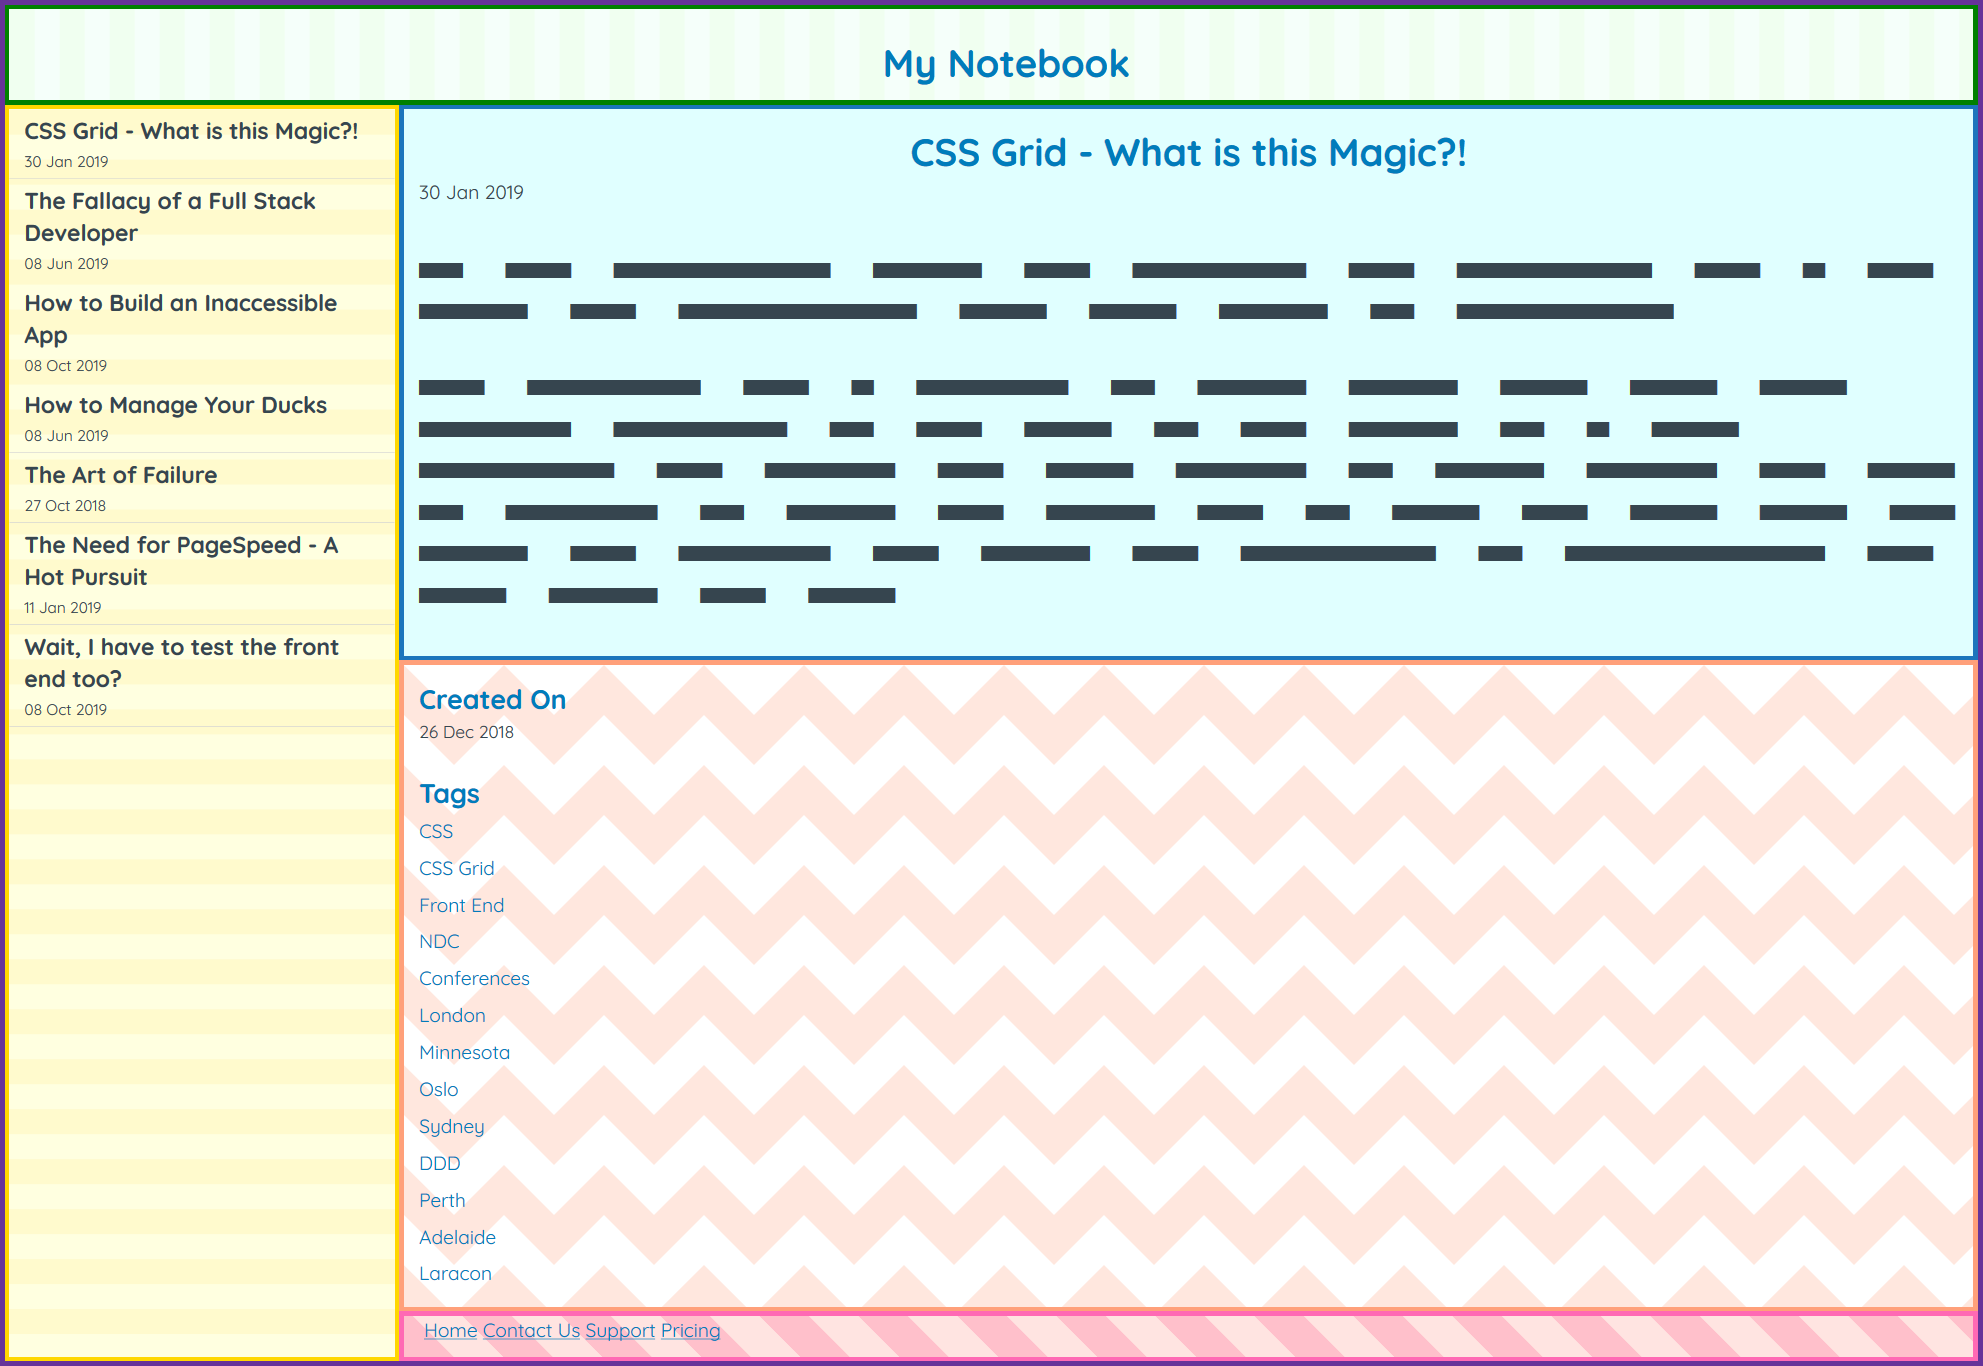 My Notebook
CSS Grid - What is this Magic?!
30 Jan 2019
The Fallacy of a Full Stack
Developer
08 Jun 2019
How to Build an Inaccessible
App
08 Oct 2019
How to Manage Your Ducks
08 Jun 2019
The Art of Failure
27 Oct 2018
The Need for PageSpeed - A
Hot Pursuit
11 Jan 2019
Wait, I have to test the front
end too?
08 Oct 2019
CSS Grid - What is this Magic?!
30 Jan 2019
Created On
26 Dec 2018
Tags
CSS
CSS Grid
Front End
NDC
Conferences
London
Minnesota
Oslo
Sydney
DDD
Perth
Adelaide
Laracon
Home Contact Us Support Pricing